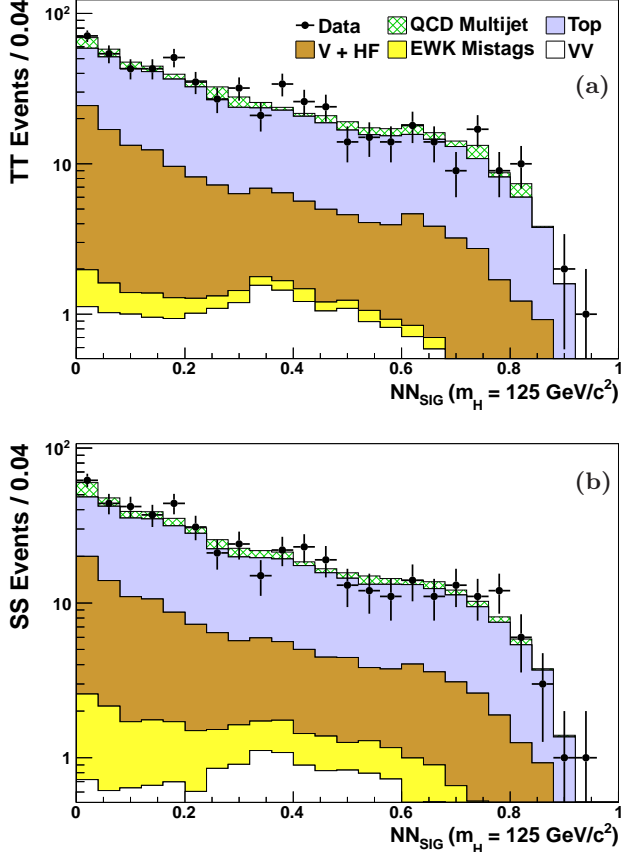 10²
Data QCD Multijet Top
V + HF EWK Mistags VV
(a)
TT Events / 0.04
10
1
0 0.2 0.4 0.6 0.8 1
NN_SIG (m_H = 125 GeV/c²)
10²
(b)
SS Events / 0.04
10
1
0 0.2 0.4 0.6 0.8 1
NN_SIG (m_H = 125 GeV/c²)